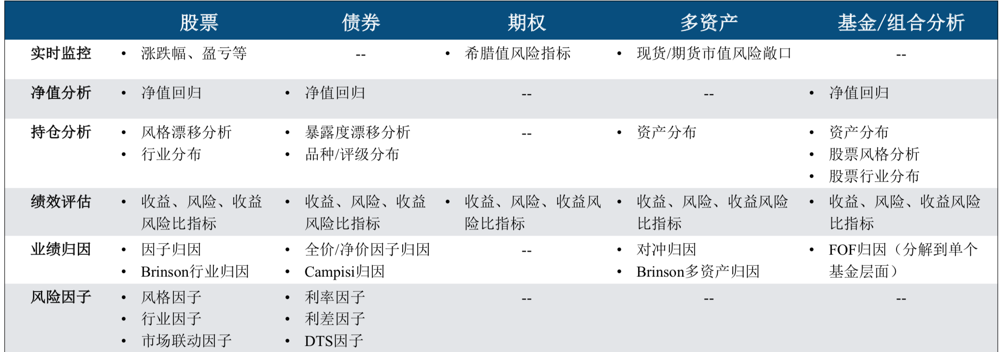 股票 债券 期权 多资产 基金/组合分析
实时监控 • 涨跌幅、盈亏等 -- • 希腊值风险指标 • 现货/期货市值风险敞口 --
净值分析 • 净值回归 • 净值回归 -- -- • 净值回归
持仓分析 • 风格漂移分析 • 暴露度漂移分析 -- • 资产分布 • 资产分布
• 行业分布 • 品种/评级分布 • 股票风格分析
• 股票行业分布
绩效评估 • 收益、风险、收益 • 收益、风险、收益 • 收益、风险、收益风 • 收益、风险、收益风险 • 收益、风险、收益风险
风险比指标 风险比指标 险比指标 比指标 比指标
业绩归因 • 因子归因 • 全价/净价因子归因 -- • 对冲归因 • FOF归因（分解到单个
• Brinson行业归因 • Campisi归因 • Brinson多资产归因 基金层面）
风险因子 • 风格因子 • 利率因子 -- -- --
• 行业因子 • 利差因子
• 市场联动因子 • DTS因子